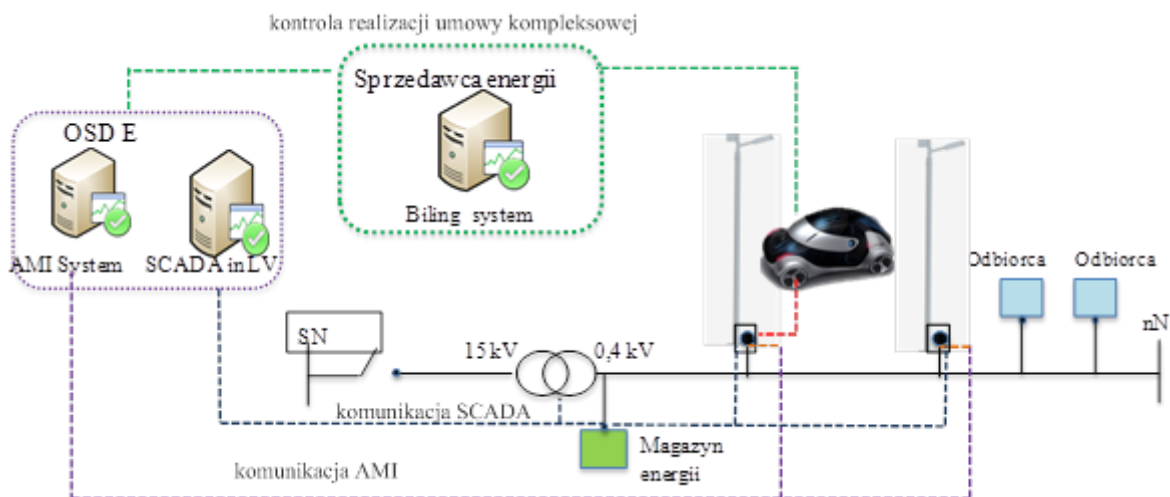 kontrola realizacji umowy kompleksowej
Sprzedawca energii
OSD E
Biling system
AMI System
SCADA in LV
Odbiorca
Odbiorca
SN
15 kV
0,4 kV
nN
komunikacja SCADA
Magazyn
energii
komunikacja AMI